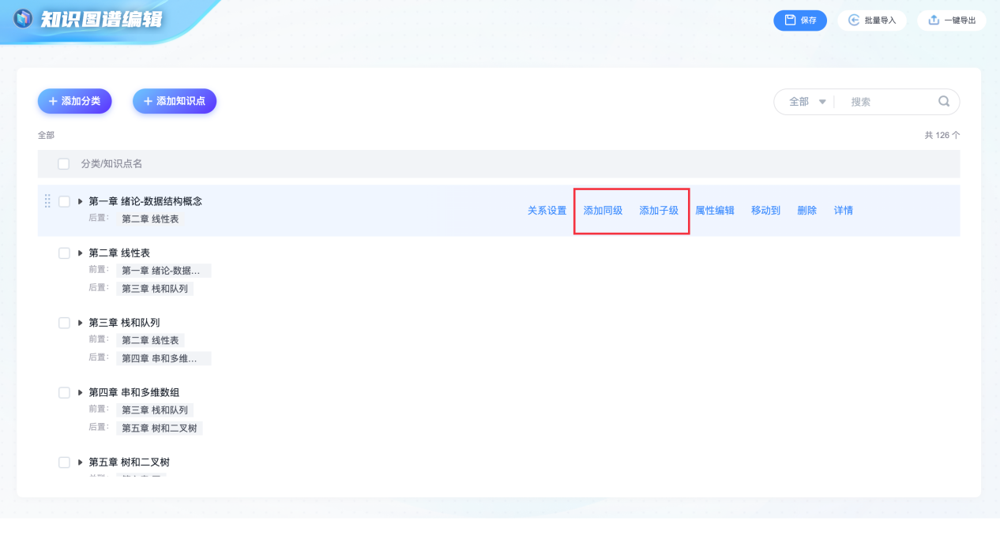 知识图谱编辑
保存 批量导入 一键导出
+ 添加分类 + 添加知识点 全部 搜索
全部 共 126 个
分类/知识点名
第一章 绪论-数据结构概念
后置: 第二章 线性表
关系设置 添加同级 添加子级 属性编辑 移动到 删除 详情
第二章 线性表
前置: 第一章 绪论-数据...
后置: 第三章 栈和队列
第三章 栈和队列
前置: 第二章 线性表
后置: 第四章 串和多维...
第四章 串和多维数组
前置: 第三章 栈和队列
后置: 第五章 树和二叉树
第五章 树和二叉树